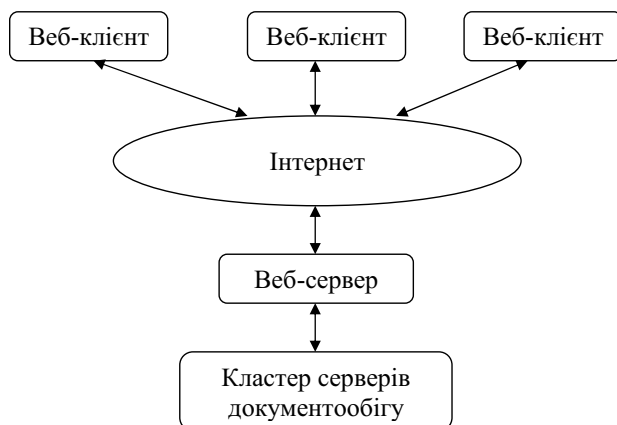 Веб-клієнт
Веб-клієнт
Веб-клієнт
Інтернет
Веб-сервер
Кластер серверів
документообігу